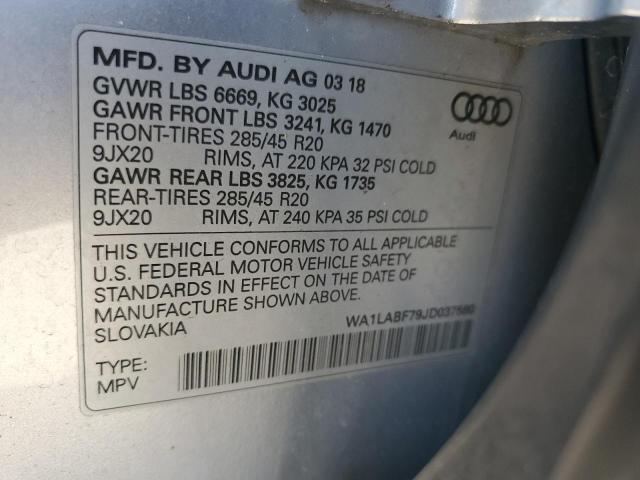 MFD. BY AUDI AG 03 18
GVWR LBS 6669, KG 3025
GAWR FRONT LBS 3241, KG 1470
FRONT-TIRES 285/45 R20
9JX20 RIMS, AT 220 KPA 32 PSI COLD
GAWR REAR LBS 3825, KG 1735
REAR-TIRES 285/45 R20
9JX20 RIMS, AT 240 KPA 35 PSI COLD
Audi
THIS VEHICLE CONFORMS TO ALL APPLICABLE
U.S. FEDERAL MOTOR VEHICLE SAFETY
STANDARDS IN EFFECT ON THE DATE OF
MANUFACTURE SHOWN ABOVE.
SLOVAKIA
WA1LABF79JD037560
TYPE:
MPV